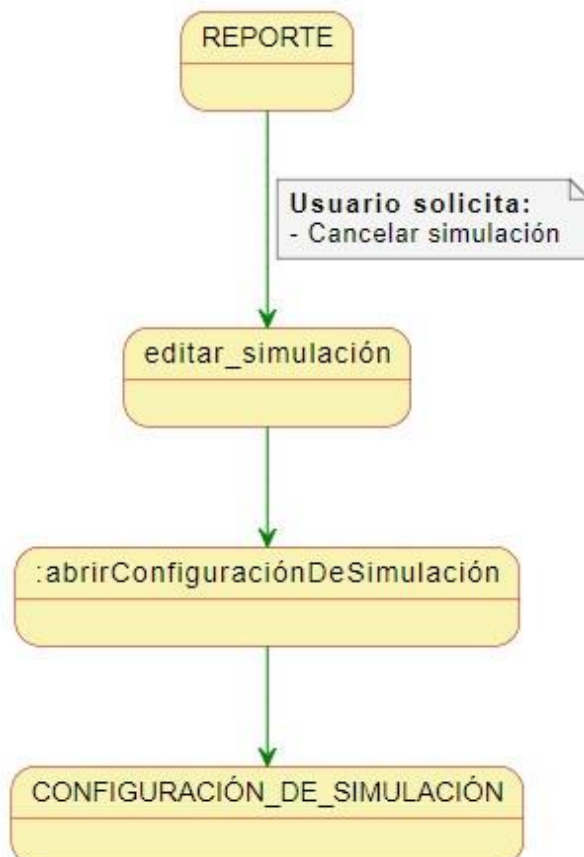 REPORTE
Usuario solicita:
- Cancelar simulación
editar_simulación
:abrirConfiguraciónDeSimulación
CONFIGURACIÓN_DE_SIMULACIÓN